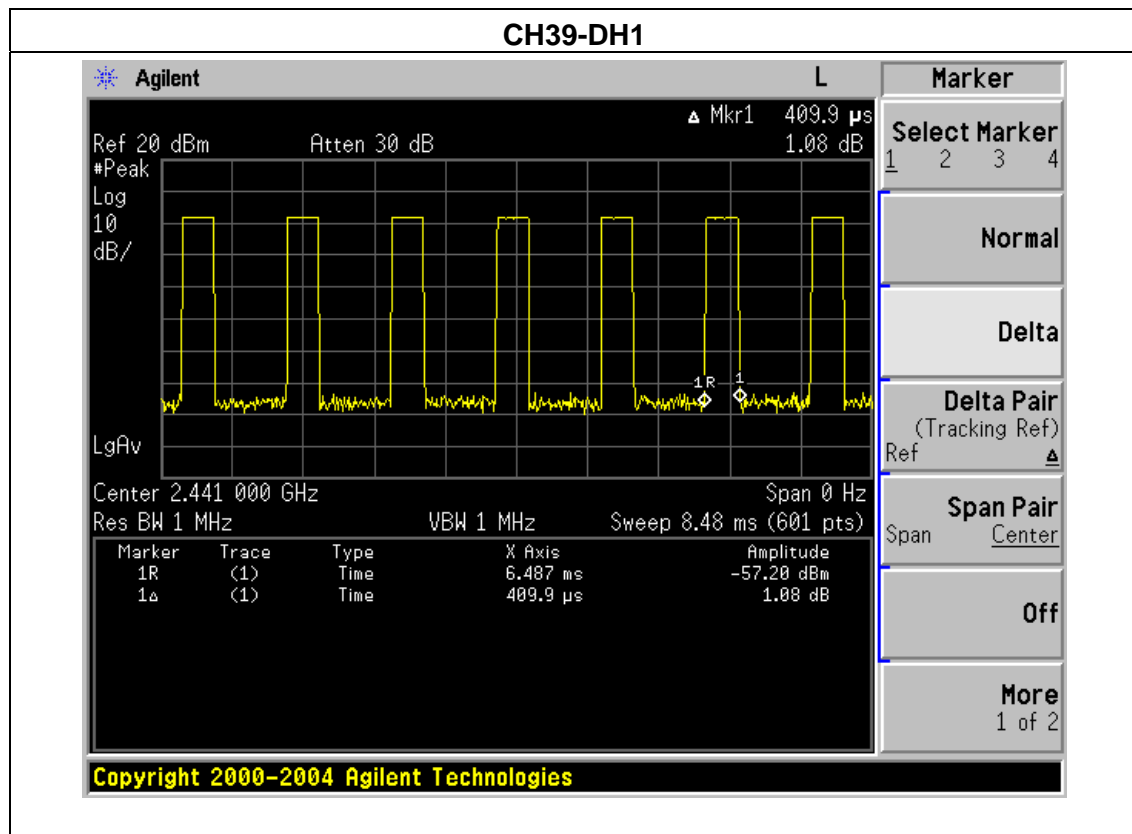 CH39-DH1
Agilent L Marker
▵ Mkr1 409.9 µs
Ref 20 dBm Atten 30 dB 1.08 dB
#Peak
Log
10
dB/
1R 1
LgAv
Center 2.441 000 GHz Span 0 Hz
Res BW 1 MHz VBW 1 MHz Sweep 8.48 ms (601 pts)
Marker Trace Type X Axis Amplitude
1R (1) Time 6.487 ms -57.20 dBm
1▵ (1) Time 409.9 µs 1.08 dB
Select Marker
1 2 3 4
Normal
Delta
Delta Pair
(Tracking Ref)
Ref ▵
Span Pair
Span Center
Off
More
1 of 2
Copyright 2000-2004 Agilent Technologies